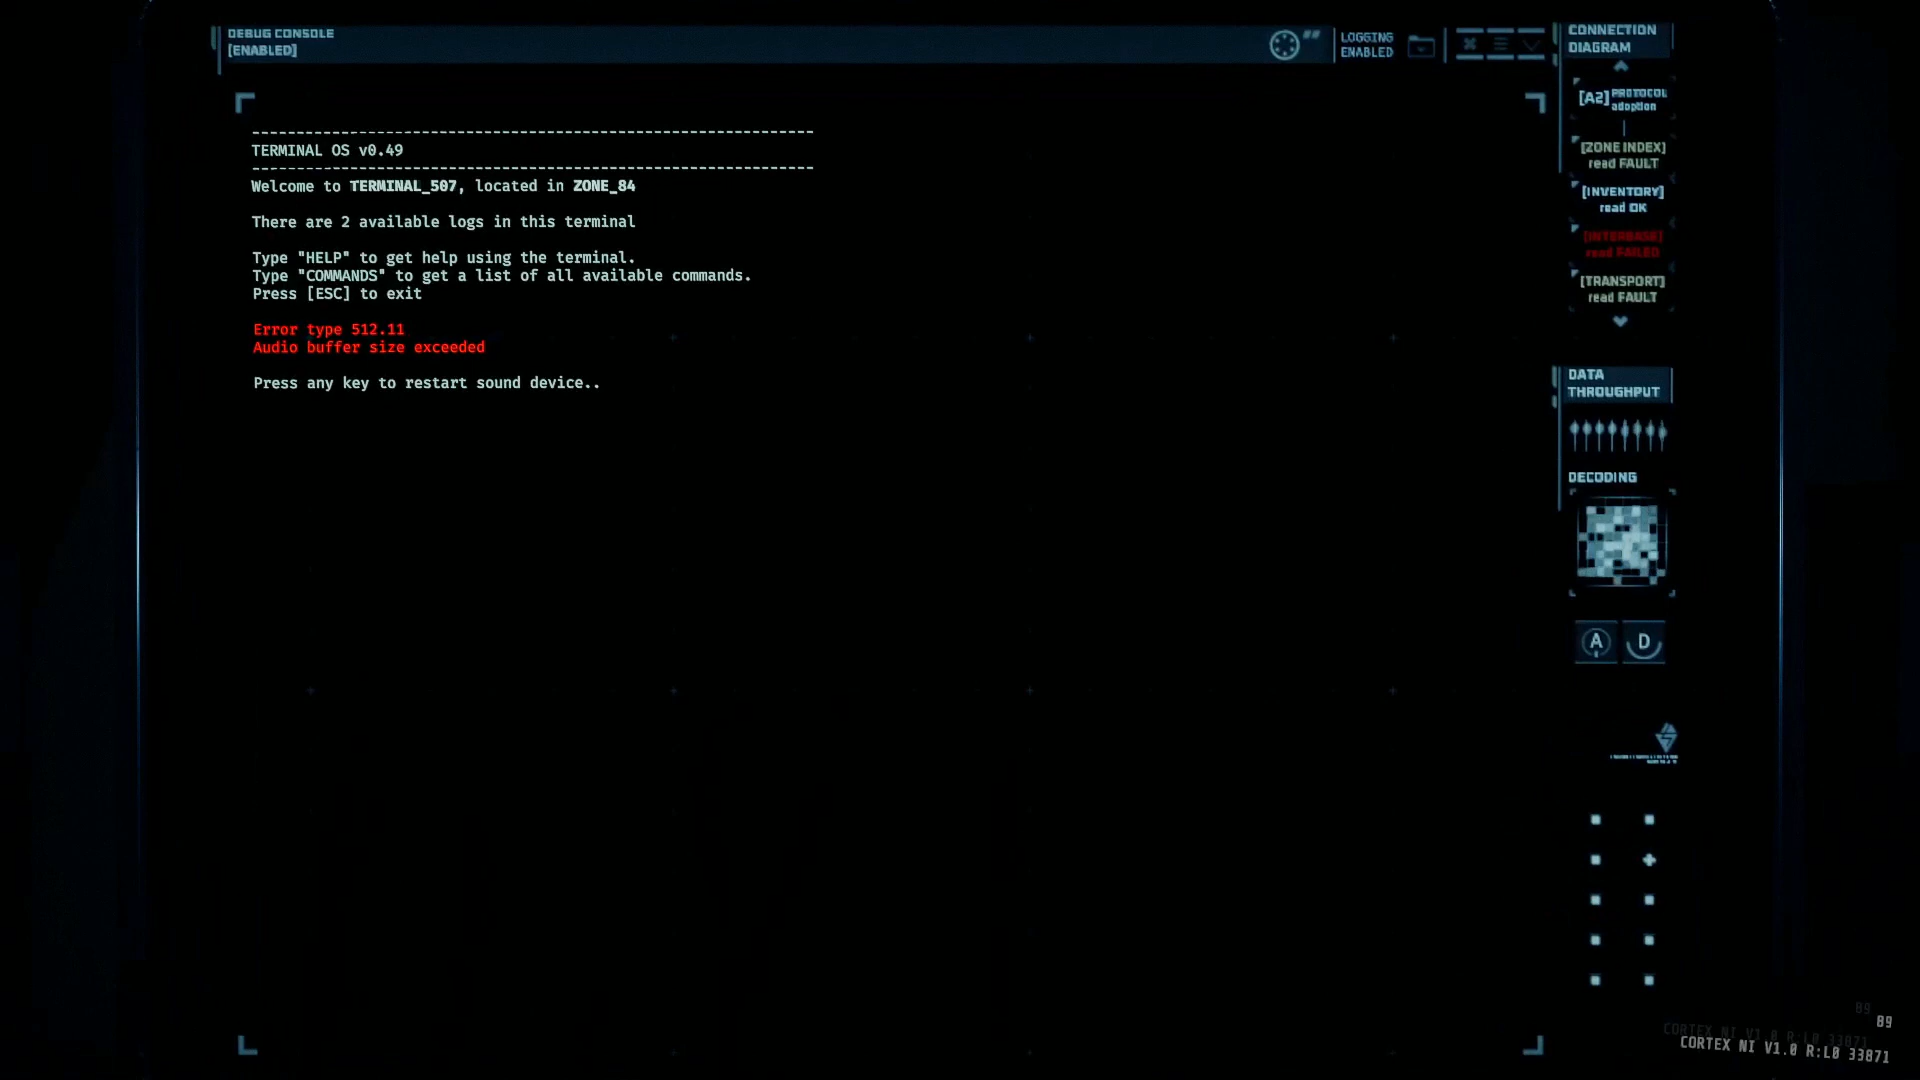 DEBUG CONSOLE
[ENABLED]
LOGGING
ENABLED
----------------------------------------------------------------
TERMINAL OS v0.49
----------------------------------------------------------------
Welcome to TERMINAL_507, located in ZONE_84
There are 2 available logs in this terminal
Type "HELP" to get help using the terminal.
Type "COMMANDS" to get a list of all available commands.
Press [ESC] to exit
Error type 512.11
Audio buffer size exceeded
Press any key to restart sound device..
CONNECTION
DIAGRAM
[A2] PROTOCOL
adoption
[ZONE INDEX]
read FAULT
[INVENTORY]
read OK
[INTERBASE]
read FAILED
[TRANSPORT]
read FAULT
DATA
THROUGHPUT
DECODING
A D
89
CORTEX NI V1.0 R:L0 33871